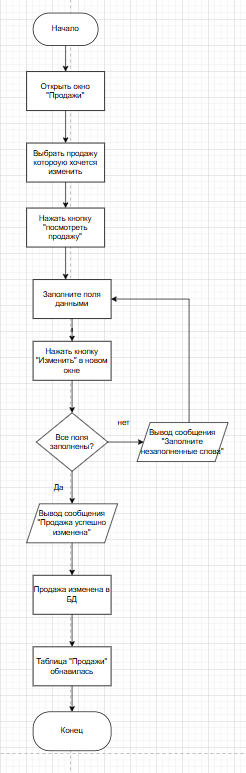 Начало
Открыть окно
"Продажи"
Выбрать продажу
котороую хочется
изменить
Нажать кнопку
"посмотреть
продажу"
Заполните поля
данными
Нажать кнопку
"Изменить" в новом
окне
Все поля
заполнены?
нет
Вывод сообщения
"Заполните
незаполненные слова"
Да
Вывод сообщения
"Продажа успешно
изменена"
Продажа изменена в
БД
Таблица "Продажи"
обнавилась
Конец